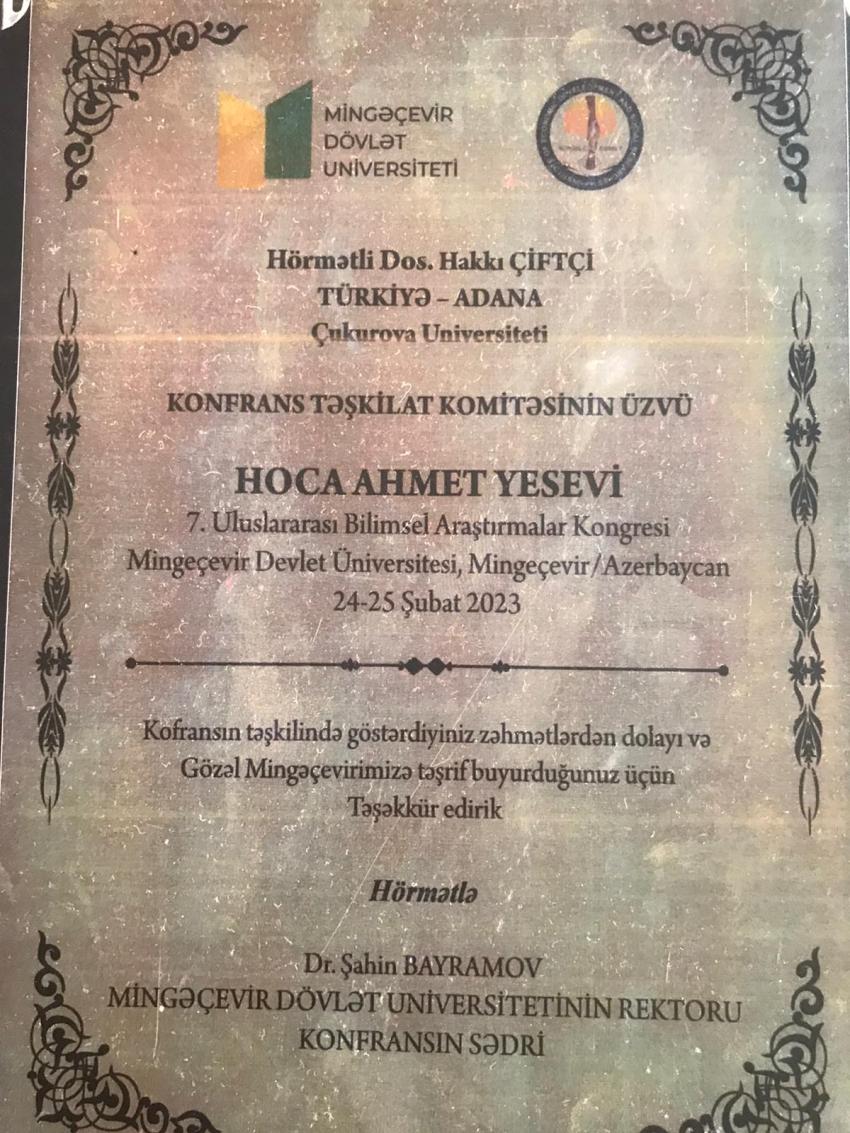 MİNGƏÇEVİR
DÖVLƏT
UNİVERSİTETİ
Hörmətli Dos. Hakkı ÇİFTÇİ
TÜRKİYƏ – ADANA
Çukurova Universiteti
KONFRANS TƏŞKİLAT KOMİTƏSİNİN ÜZVÜ
HOCA AHMET YESEVİ
7. Uluslararası Bilimsel Araştırmalar Kongresi
Mingeçevir Devlet Üniversitesi, Mingeçevir/Azerbaycan
24-25 Şubat 2023
Kofransın təşkilində göstərdiyiniz zəhmətlərdən dolayı və
Gözəl Mingəçevirimizə təşrif buyurduğunuz üçün
Təşəkkür edirik
Hörmətlə
Dr. Şahin BAYRAMOV
MİNGƏÇEVİR DÖVLƏT UNİVERSİTETİNİN REKTORU
KONFRANSIN SƏDRİ